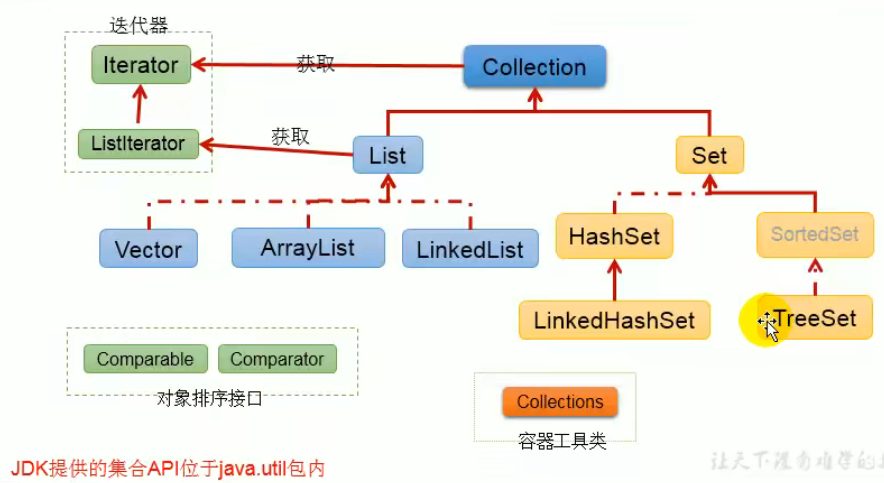 迭代器
Iterator
获取
Collection
ListIterator
获取
List
Set
Vector
ArrayList
LinkedList
HashSet
SortedSet
LinkedHashSet
TreeSet
Comparable
Comparator
对象排序接口
Collections
容器工具类
JDK提供的集合API位于java.util包内
让天下没有难学的